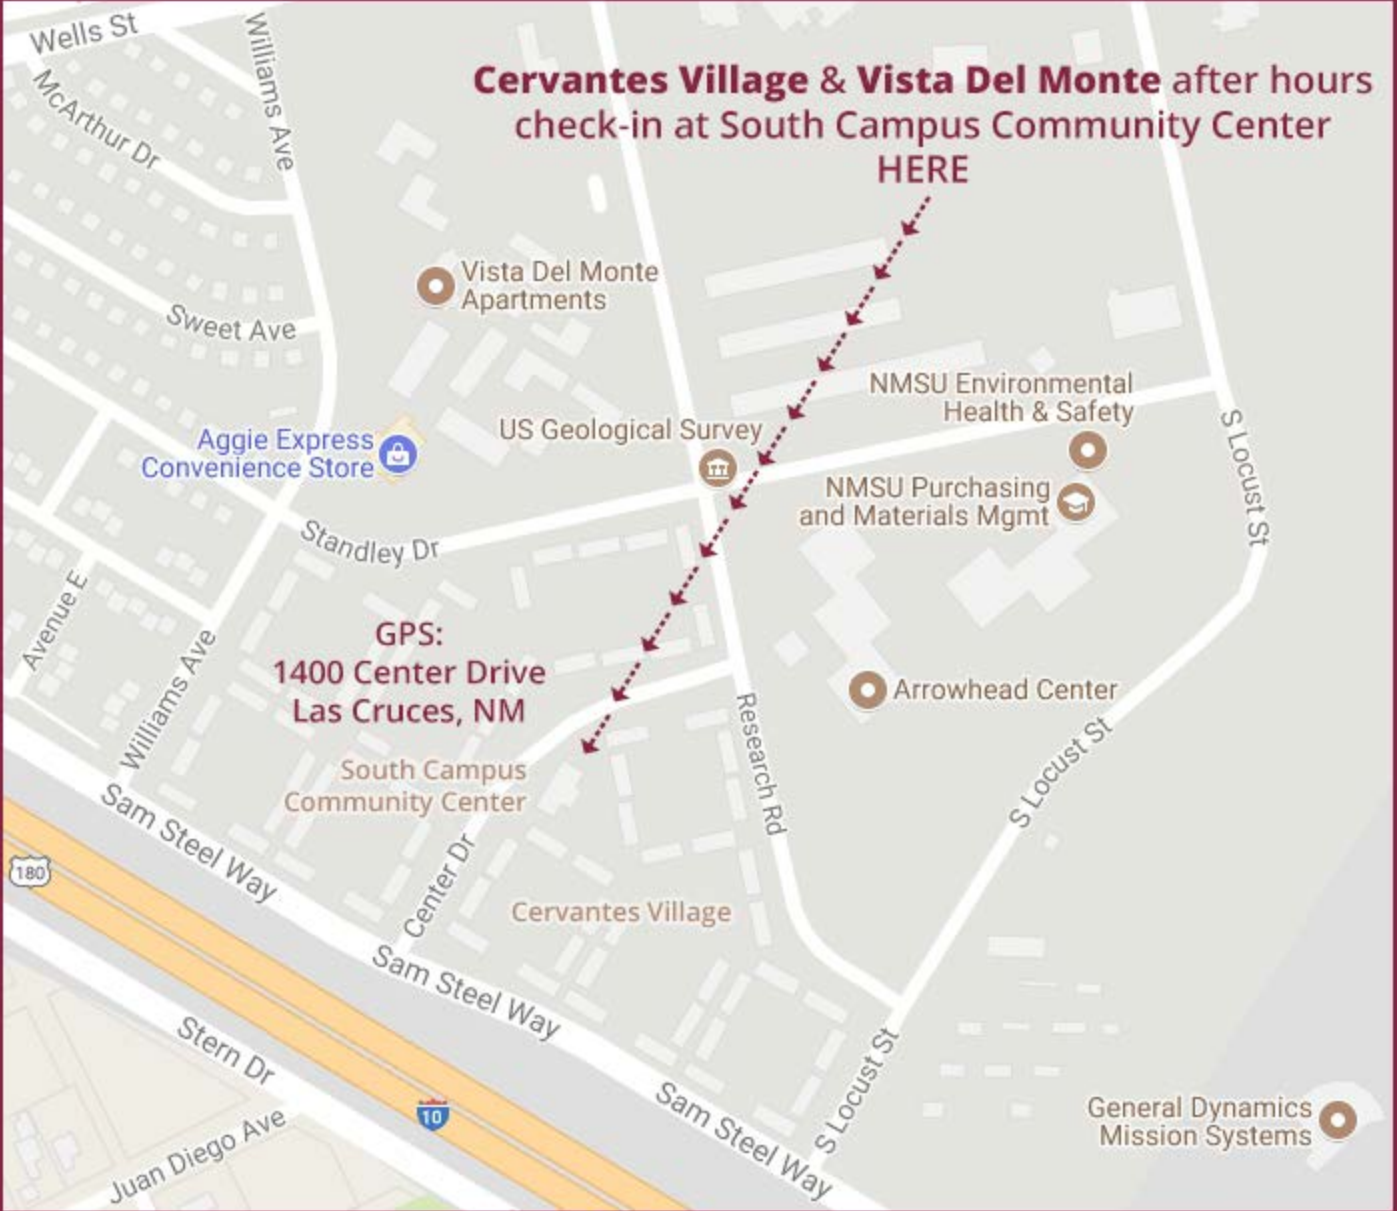 Wells St
Williams Ave
McArthur Dr
Cervantes Village & Vista Del Monte after hours
check-in at South Campus Community Center
HERE
Vista Del Monte
Apartments
Sweet Ave
NMSU Environmental
Health & Safety
US Geological Survey
Aggie Express
Convenience Store
S Locust St
NMSU Purchasing
and Materials Mgmt
Standley Dr
Avenue E
GPS:
1400 Center Drive
Las Cruces, NM
Williams Ave
Arrowhead Center
Research Rd
South Campus
Community Center
S Locust St
Sam Steel Way
180
Center Dr
Cervantes Village
Sam Steel Way
Stern Dr
S Locust St
Sam Steel Way
10
General Dynamics
Mission Systems
Juan Diego Ave